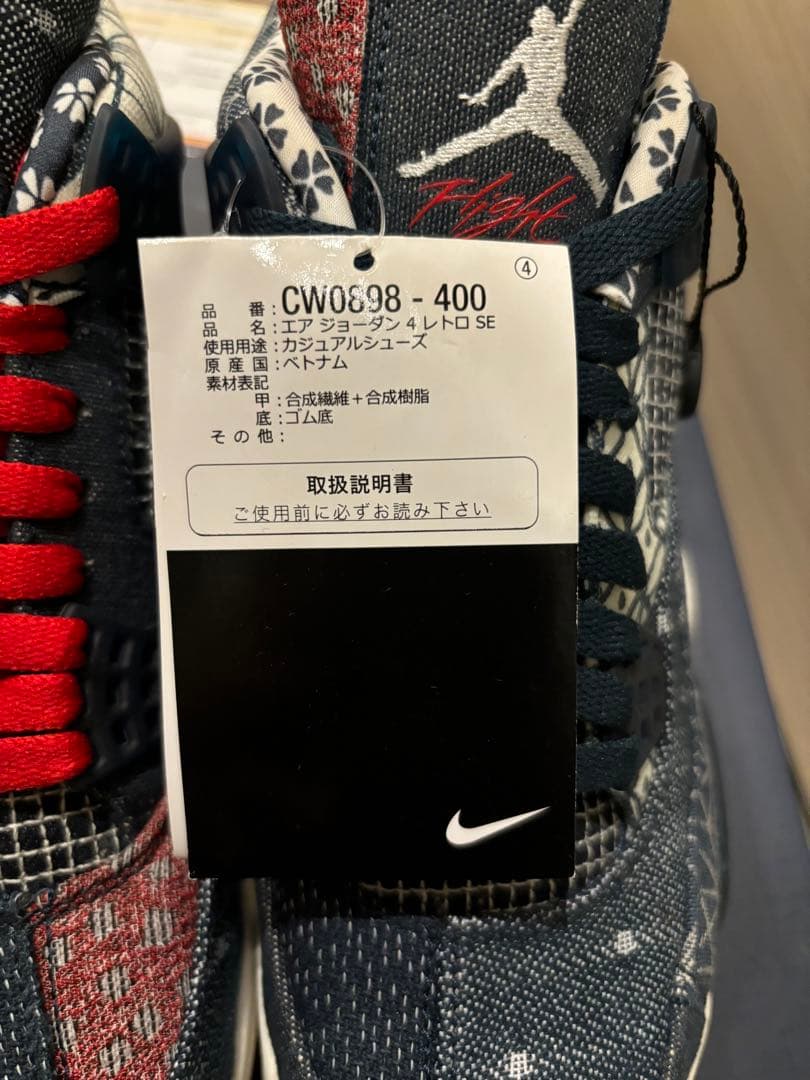 Flight
④
品 番 : CW0898 - 400
品 名 : エア ジョーダン 4 レトロ SE
使用用途 : カジュアルシューズ
原 産 国 : ベトナム
素材表記
甲 : 合成繊維＋合成樹脂
底 : ゴム底
そ の 他 :
取扱説明書
ご使用前に必ずお読み下さい